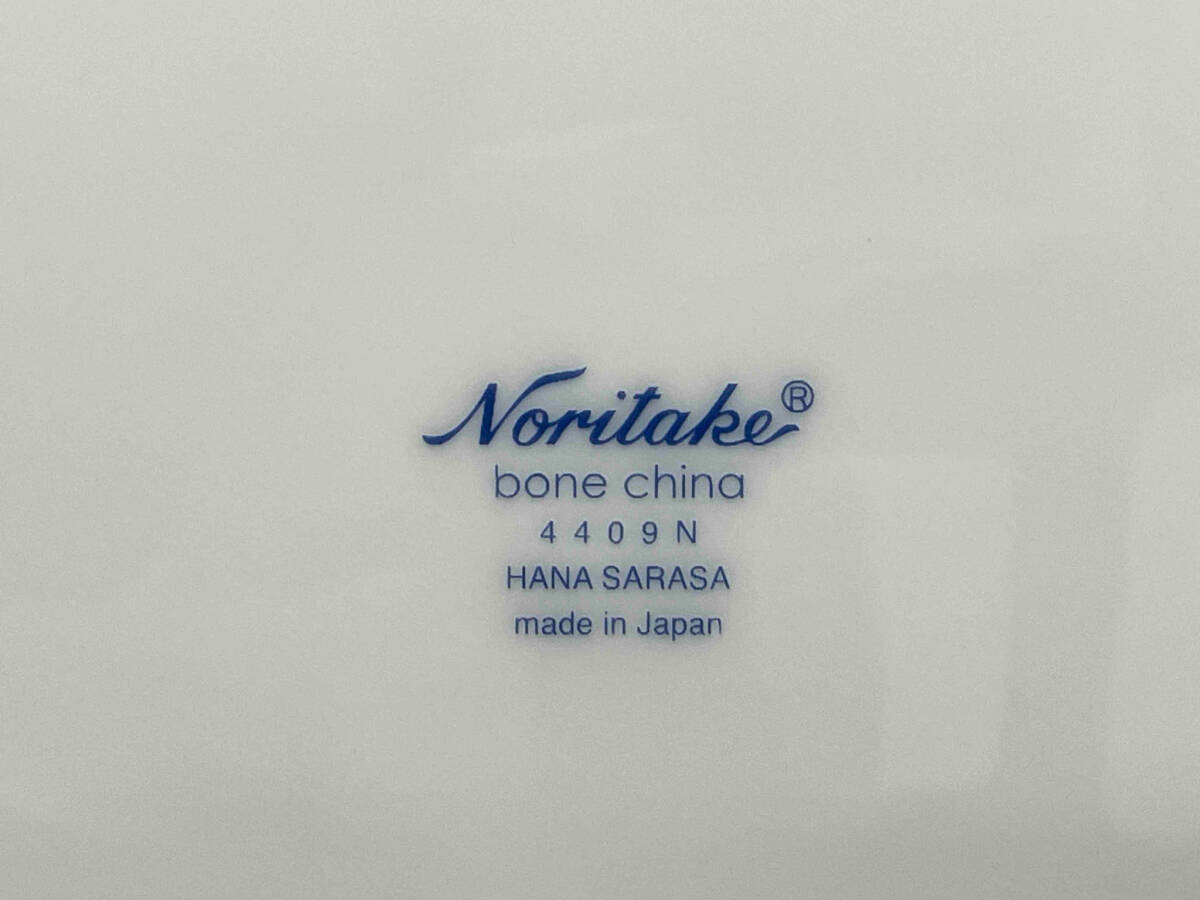 Noritake®
bone china
4409N
HANA SARASA
made in Japan